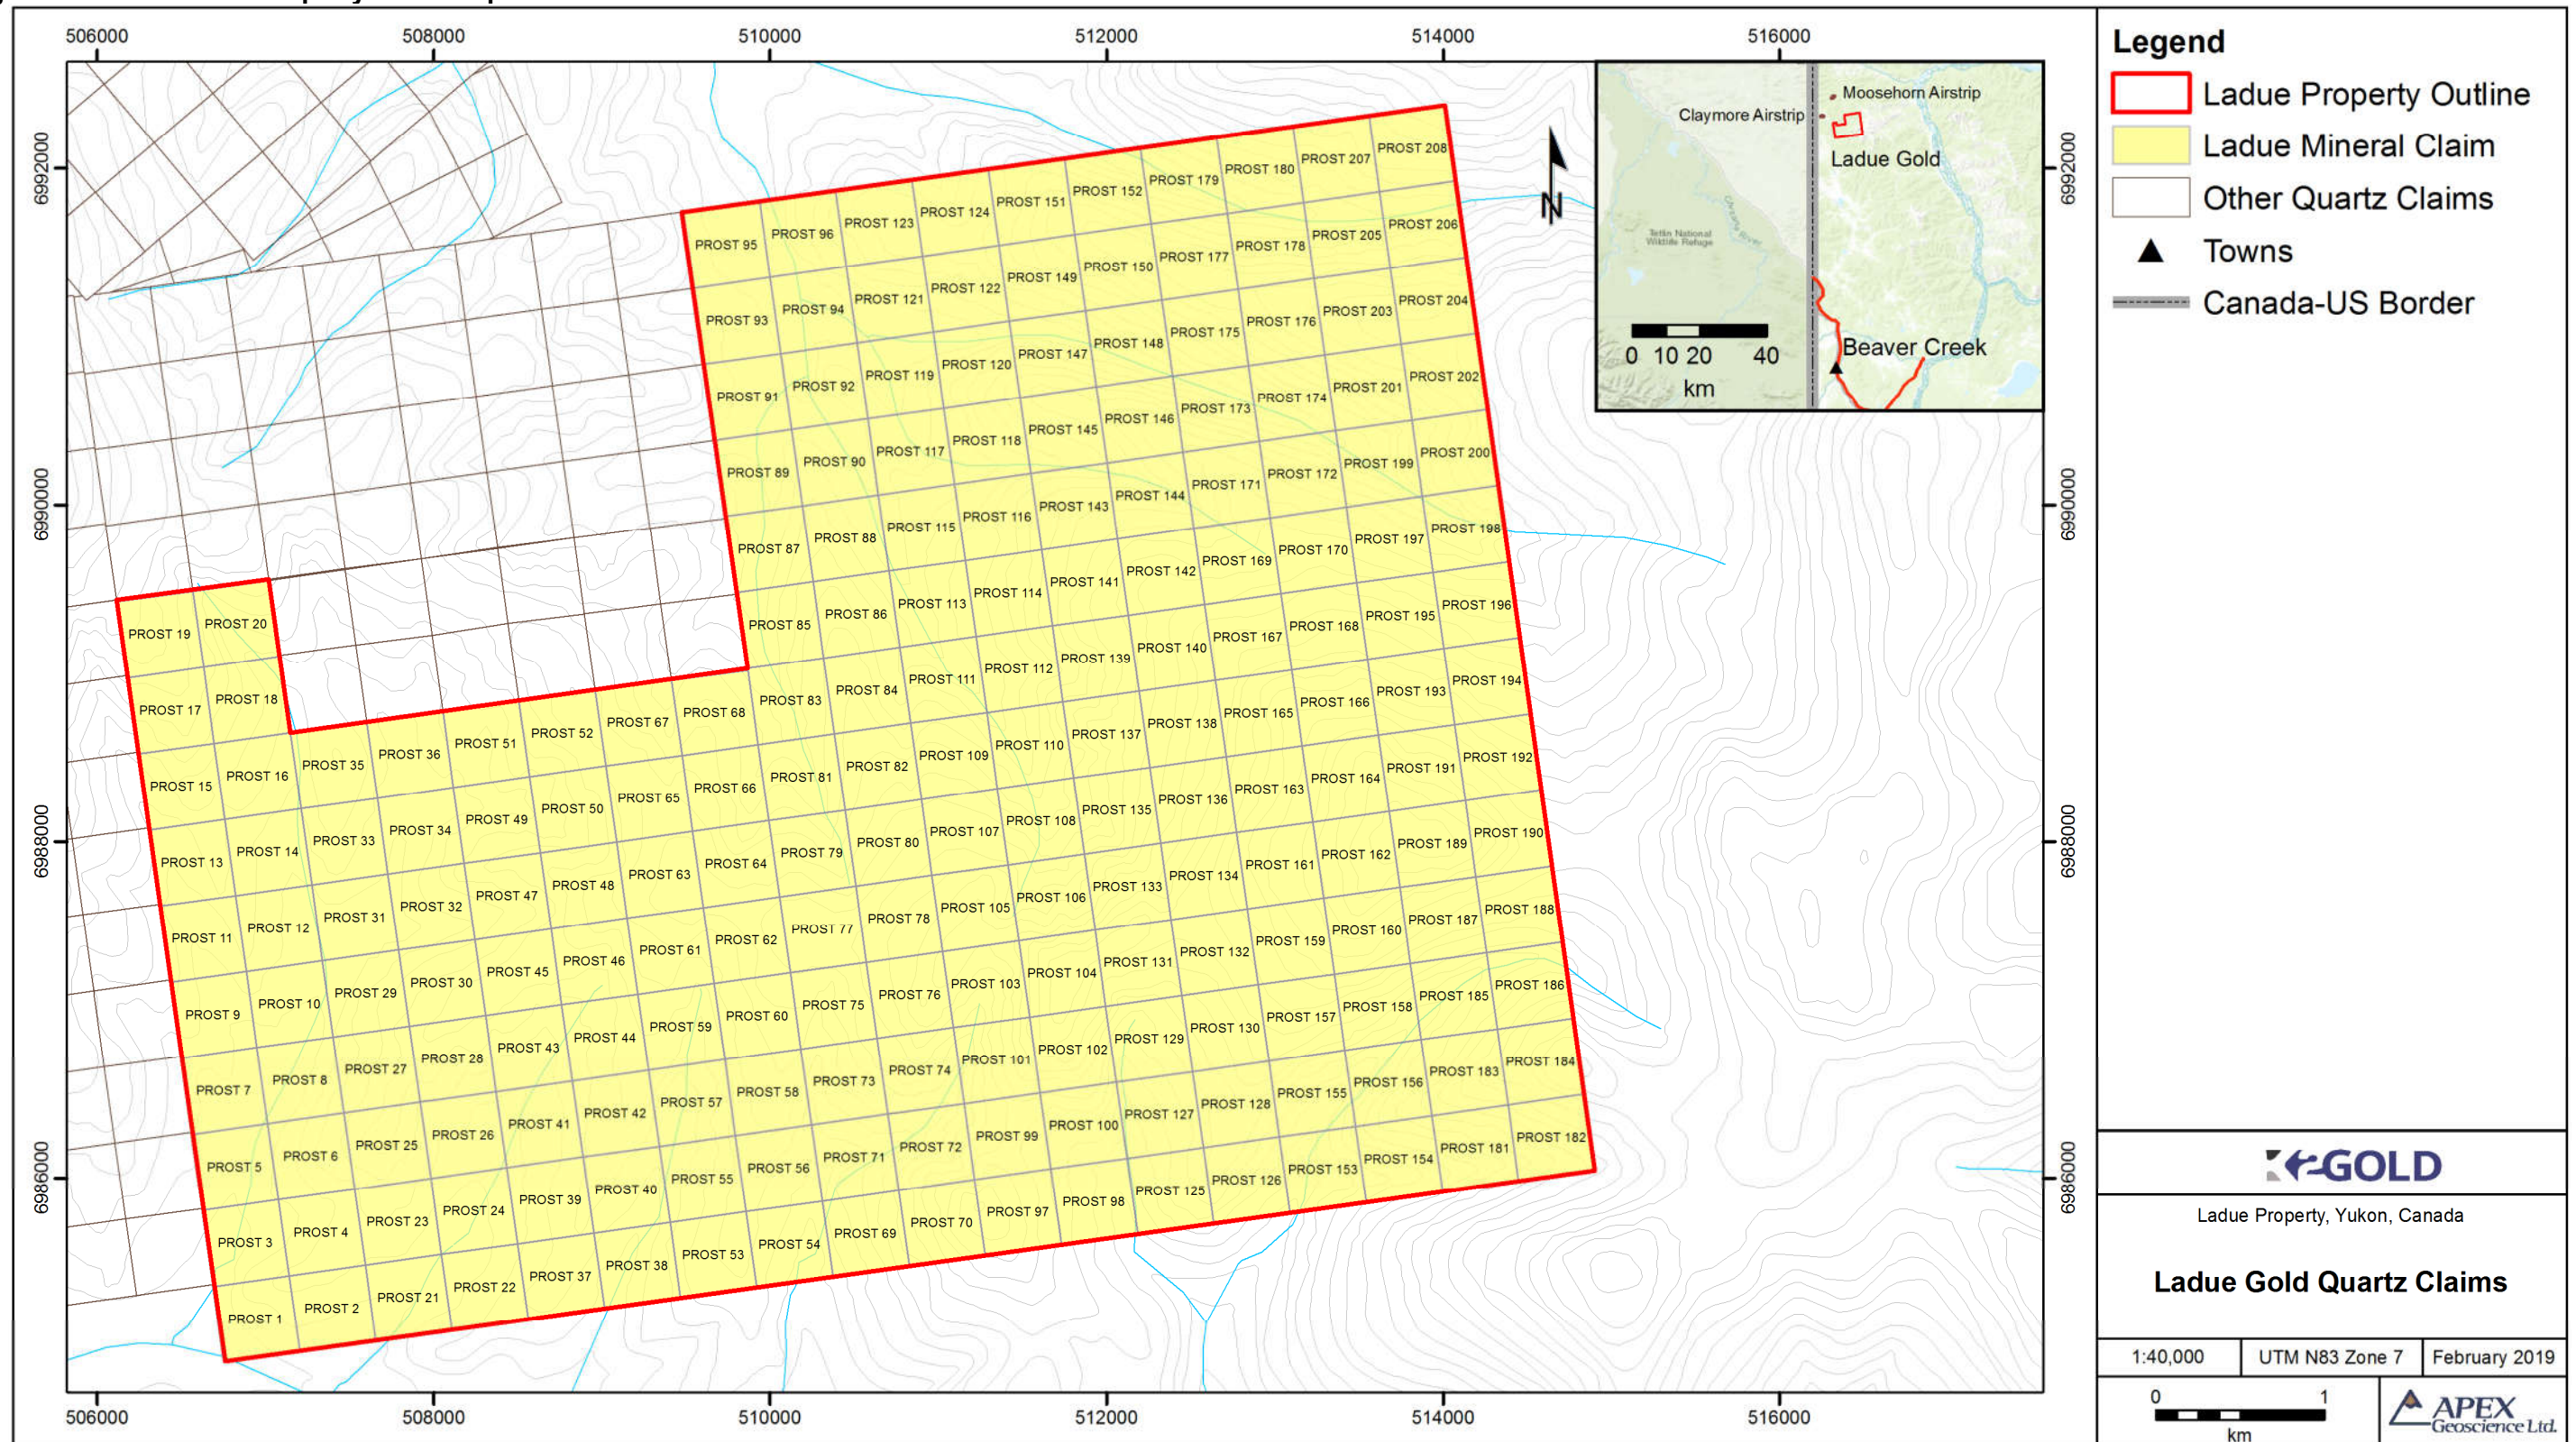 506000 508000 510000 512000 514000 516000
6992000
6990000
6988000
6986000
PROST 207 PROST 208
PROST 179 PROST 180
PROST 151 PROST 152
PROST 123 PROST 124
PROST 95 PROST 96
PROST 205 PROST 206
PROST 177 PROST 178
PROST 149 PROST 150
PROST 121 PROST 122
PROST 93 PROST 94
PROST 203 PROST 204
PROST 175 PROST 176
PROST 147 PROST 148
PROST 119 PROST 120
PROST 91 PROST 92
PROST 201 PROST 202
PROST 173 PROST 174
PROST 145 PROST 146
PROST 117 PROST 118
PROST 89 PROST 90
PROST 199 PROST 200
PROST 171 PROST 172
PROST 143 PROST 144
PROST 115 PROST 116
PROST 87 PROST 88
PROST 197 PROST 198
PROST 169 PROST 170
PROST 141 PROST 142
PROST 113 PROST 114
PROST 85 PROST 86
PROST 19 PROST 20
PROST 195 PROST 196
PROST 167 PROST 168
PROST 139 PROST 140
PROST 111 PROST 112
PROST 83 PROST 84
PROST 67 PROST 68
PROST 51 PROST 52
PROST 35 PROST 36
PROST 17 PROST 18
PROST 15 PROST 16
PROST 193 PROST 194
PROST 165 PROST 166
PROST 137 PROST 138
PROST 109 PROST 110
PROST 81 PROST 82
PROST 65 PROST 66
PROST 49 PROST 50
PROST 33 PROST 34
PROST 13 PROST 14
PROST 191 PROST 192
PROST 163 PROST 164
PROST 135 PROST 136
PROST 107 PROST 108
PROST 79 PROST 80
PROST 63 PROST 64
PROST 47 PROST 48
PROST 31 PROST 32
PROST 11 PROST 12
PROST 189 PROST 190
PROST 161 PROST 162
PROST 133 PROST 134
PROST 105 PROST 106
PROST 77 PROST 78
PROST 61 PROST 62
PROST 45 PROST 46
PROST 29 PROST 30
PROST 9 PROST 10
PROST 187 PROST 188
PROST 159 PROST 160
PROST 131 PROST 132
PROST 103 PROST 104
PROST 75 PROST 76
PROST 59 PROST 60
PROST 43 PROST 44
PROST 27 PROST 28
PROST 7 PROST 8
PROST 185 PROST 186
PROST 157 PROST 158
PROST 129 PROST 130
PROST 101 PROST 102
PROST 73 PROST 74
PROST 57 PROST 58
PROST 41 PROST 42
PROST 25 PROST 26
PROST 5 PROST 6
PROST 183 PROST 184
PROST 155 PROST 156
PROST 127 PROST 128
PROST 99 PROST 100
PROST 71 PROST 72
PROST 55 PROST 56
PROST 39 PROST 40
PROST 23 PROST 24
PROST 3 PROST 4
PROST 181 PROST 182
PROST 153 PROST 154
PROST 125 PROST 126
PROST 97 PROST 98
PROST 69 PROST 70
PROST 53 PROST 54
PROST 37 PROST 38
PROST 21 PROST 22
PROST 1 PROST 2
N
Moosehorn Airstrip
Claymore Airstrip
Ladue Gold
Tetlin National
Wildlife Refuge
Beaver Creek
0 10 20 40
km
6992000
6990000
6988000
6986000
506000 508000 510000 512000 514000 516000
Legend
Ladue Property Outline
Ladue Mineral Claim
Other Quartz Claims
Towns
Canada-US Border
K2 GOLD
Ladue Property, Yukon, Canada
Ladue Gold Quartz Claims
1:40,000 UTM N83 Zone 7 February 2019
0 1
km
APEX
Geoscience Ltd.